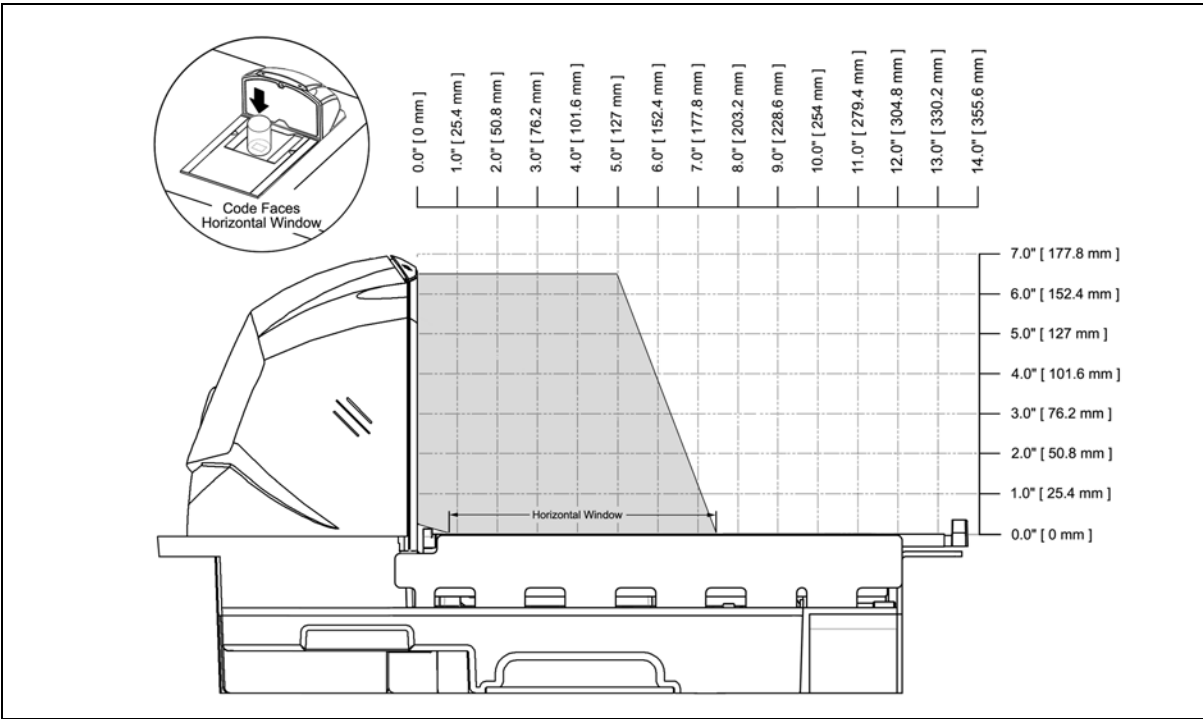 Code Faces
Horizontal Window
0.0" [ 0 mm ]
1.0" [ 25.4 mm ]
2.0" [ 50.8 mm ]
3.0" [ 76.2 mm ]
4.0" [ 101.6 mm ]
5.0" [ 127 mm ]
6.0" [ 152.4 mm ]
7.0" [ 177.8 mm ]
8.0" [ 203.2 mm ]
9.0" [ 228.6 mm ]
10.0" [ 254 mm ]
11.0" [ 279.4 mm ]
12.0" [ 304.8 mm ]
13.0" [ 330.2 mm ]
14.0" [ 355.6 mm ]
7.0" [ 177.8 mm ]
6.0" [ 152.4 mm ]
5.0" [ 127 mm ]
4.0" [ 101.6 mm ]
3.0" [ 76.2 mm ]
2.0" [ 50.8 mm ]
1.0" [ 25.4 mm ]
0.0" [ 0 mm ]
Horizontal Window